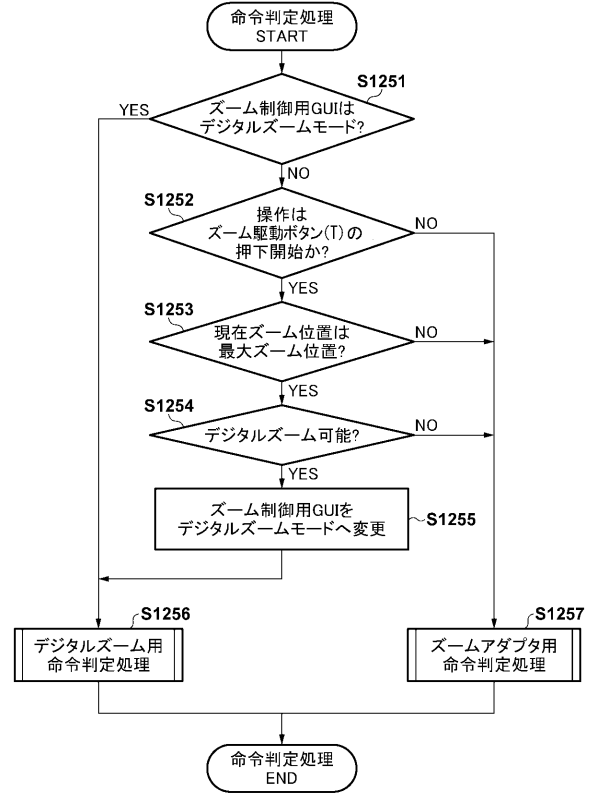 命令判定処理
START
S1251
YES
ズーム制御用GUIは
デジタルズームモード?
NO
S1252
操作は
ズーム駆動ボタン(T)の
押下開始か?
NO
YES
S1253
現在ズーム位置は
最大ズーム位置?
NO
YES
S1254
デジタルズーム可能?
NO
YES
ズーム制御用GUIを
デジタルズームモードへ変更
S1255
S1256
デジタルズーム用
命令判定処理
S1257
ズームアダプタ用
命令判定処理
命令判定処理
END